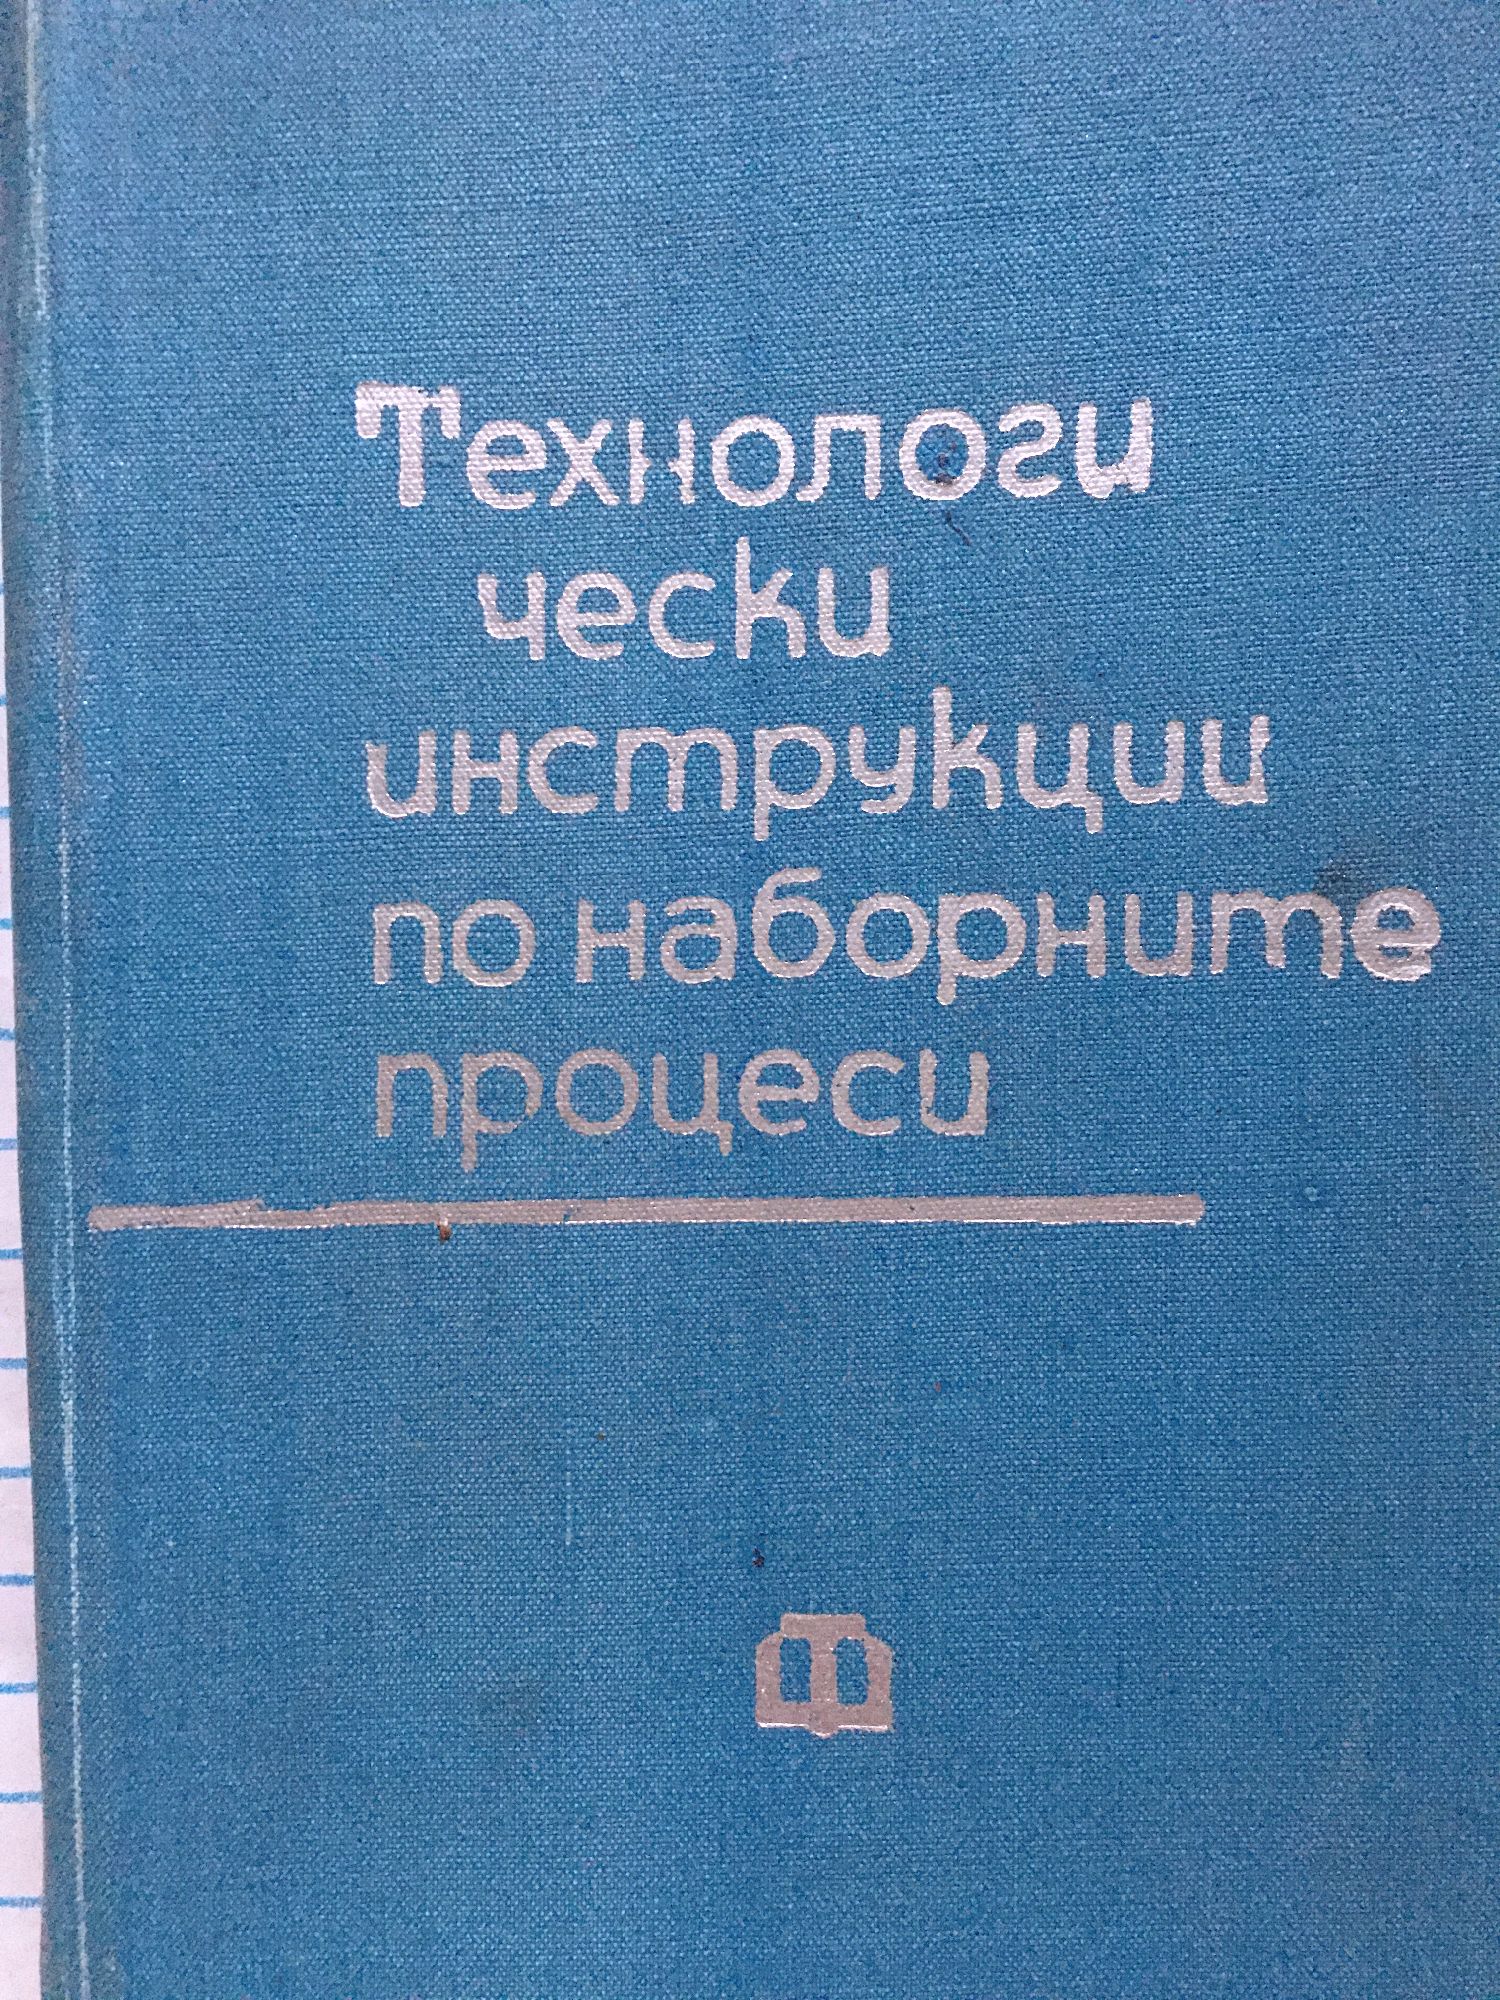 Технологи
чески
инструкции
по наборните
процеси